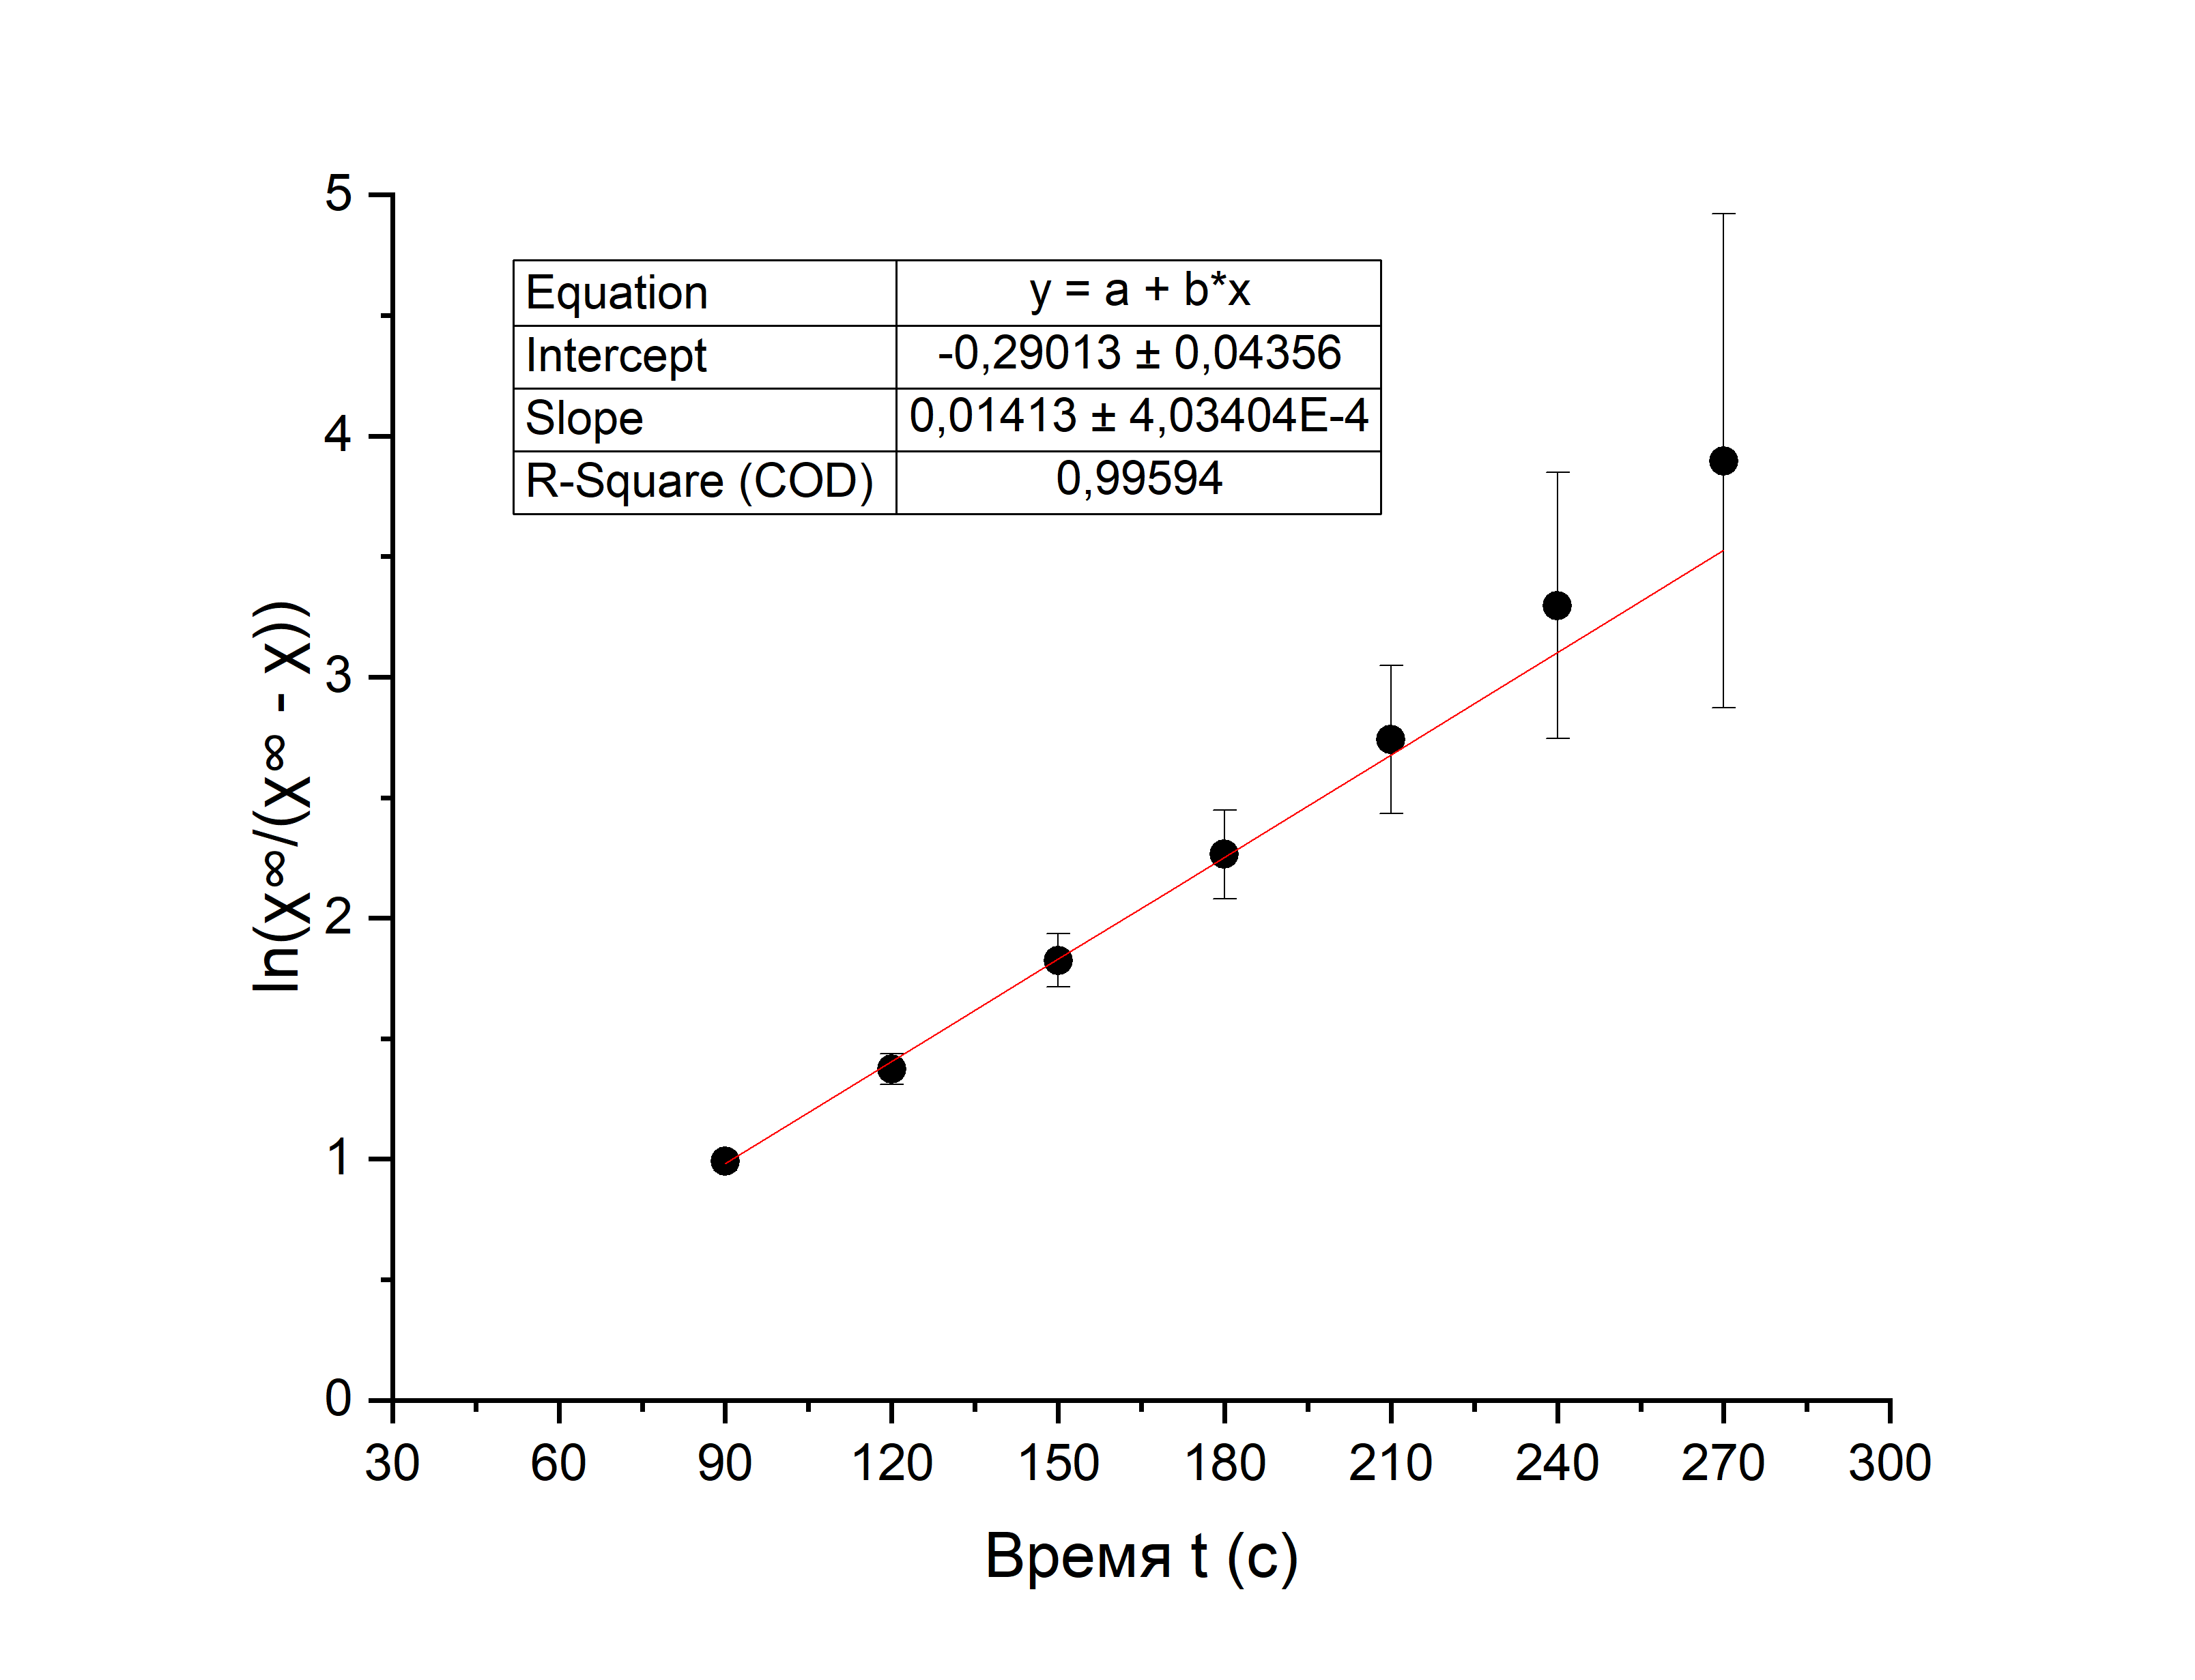 5
4
3
2
1
0
ln(x∞/(x∞ - x))
Equation y = a + b*x
Intercept -0,29013 ± 0,04356
Slope 0,01413 ± 4,03404E-4
R-Square (COD) 0,99594
30 60 90 120 150 180 210 240 270 300
Время t (c)